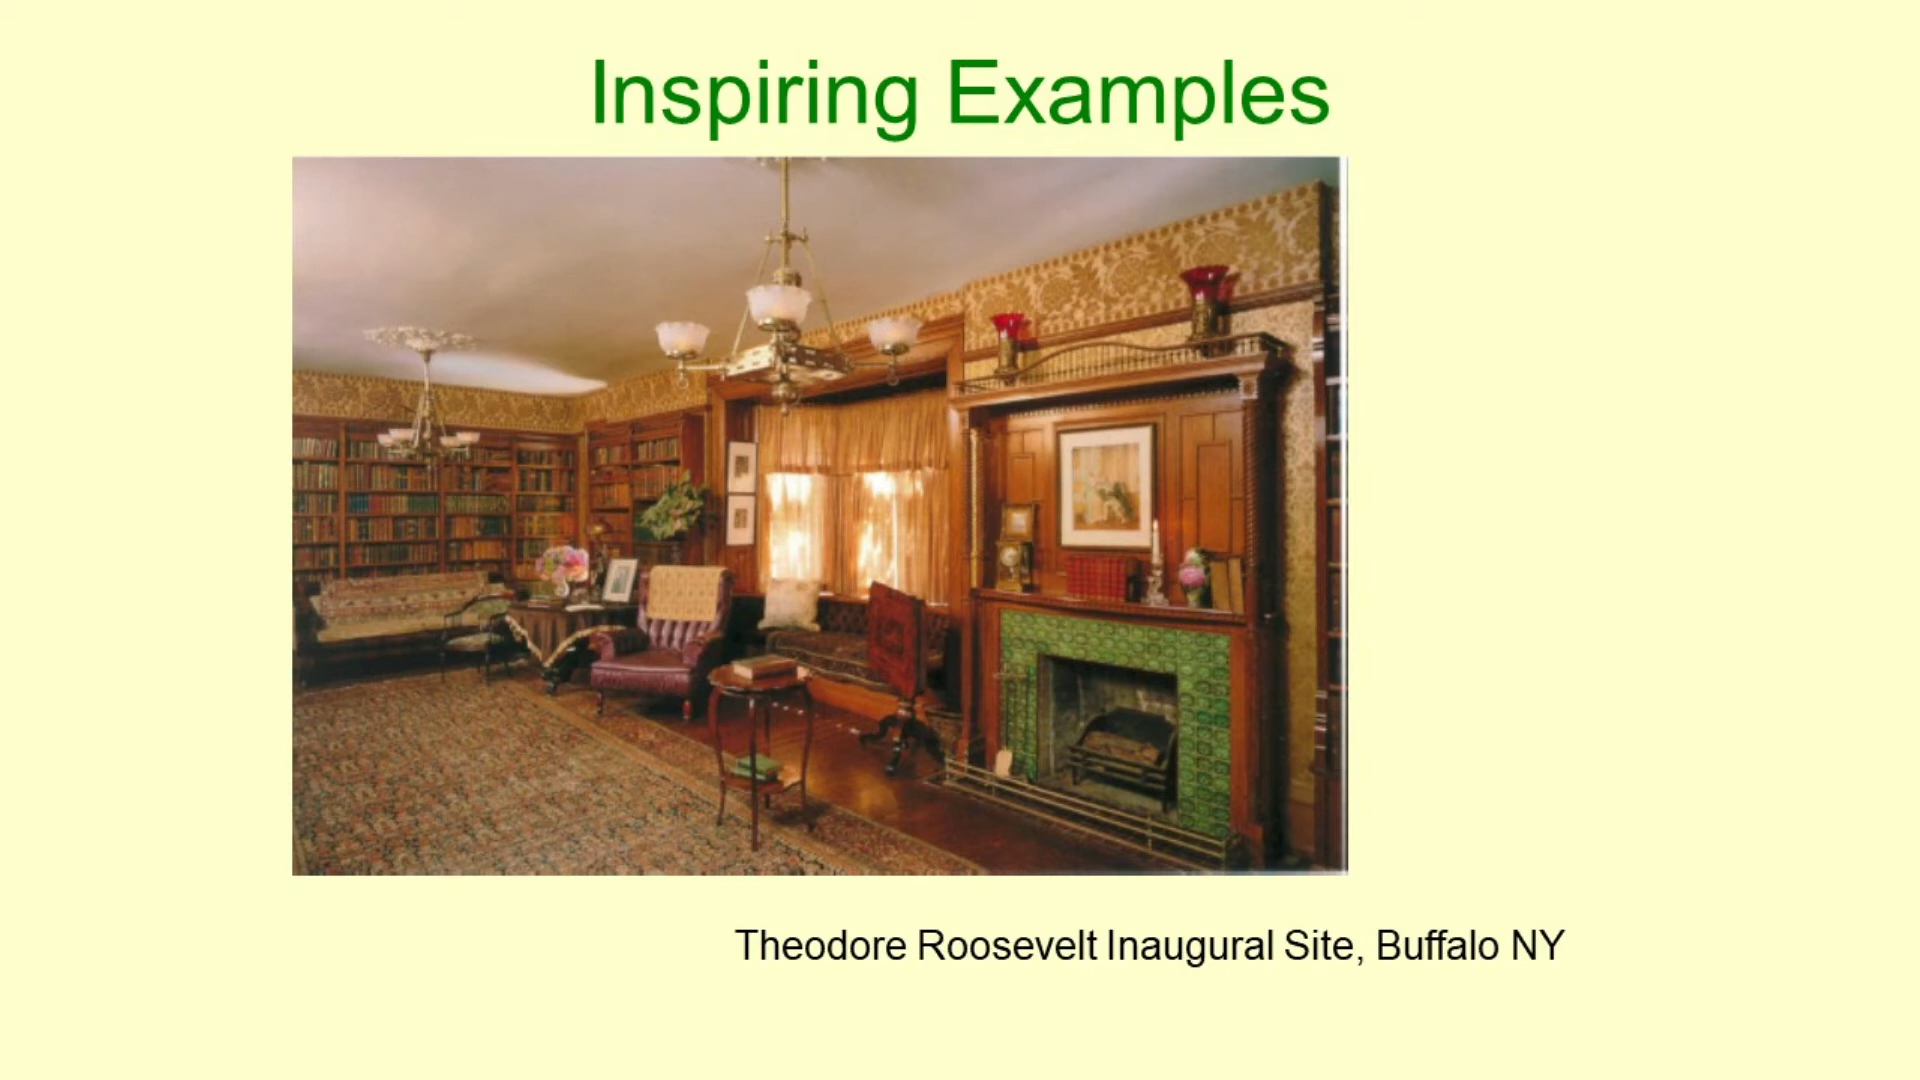 Inspiring Examples
Theodore Roosevelt Inaugural Site, Buffalo NY